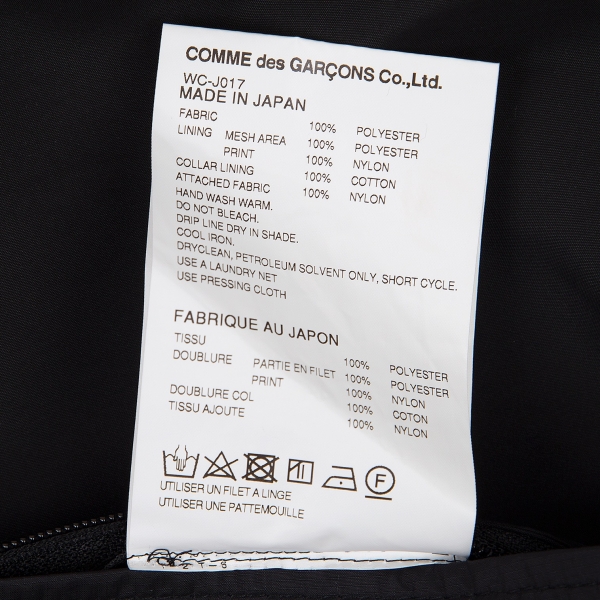 COMME des GARÇONS Co.,Ltd.
WC-J017
MADE IN JAPAN
FABRIC 100% POLYESTER
LINING MESH AREA 100% POLYESTER
PRINT 100% NYLON
COLLAR LINING 100% COTTON
ATTACHED FABRIC 100% NYLON
HAND WASH WARM.
DO NOT BLEACH.
DRIP LINE DRY IN SHADE.
COOL IRON.
DRYCLEAN, PETROLEUM SOLVENT ONLY, SHORT CYCLE.
USE A LAUNDRY NET
USE PRESSING CLOTH
FABRIQUE AU JAPON
TISSU 100% POLYESTER
DOUBLURE PARTIE EN FILET 100% POLYESTER
PRINT 100% NYLON
DOUBLURE COL 100% COTON
TISSU AJOUTE 100% NYLON
F
UTILISER UN FILET A LINGE
UTILISER UNE PATTEMOUILLE